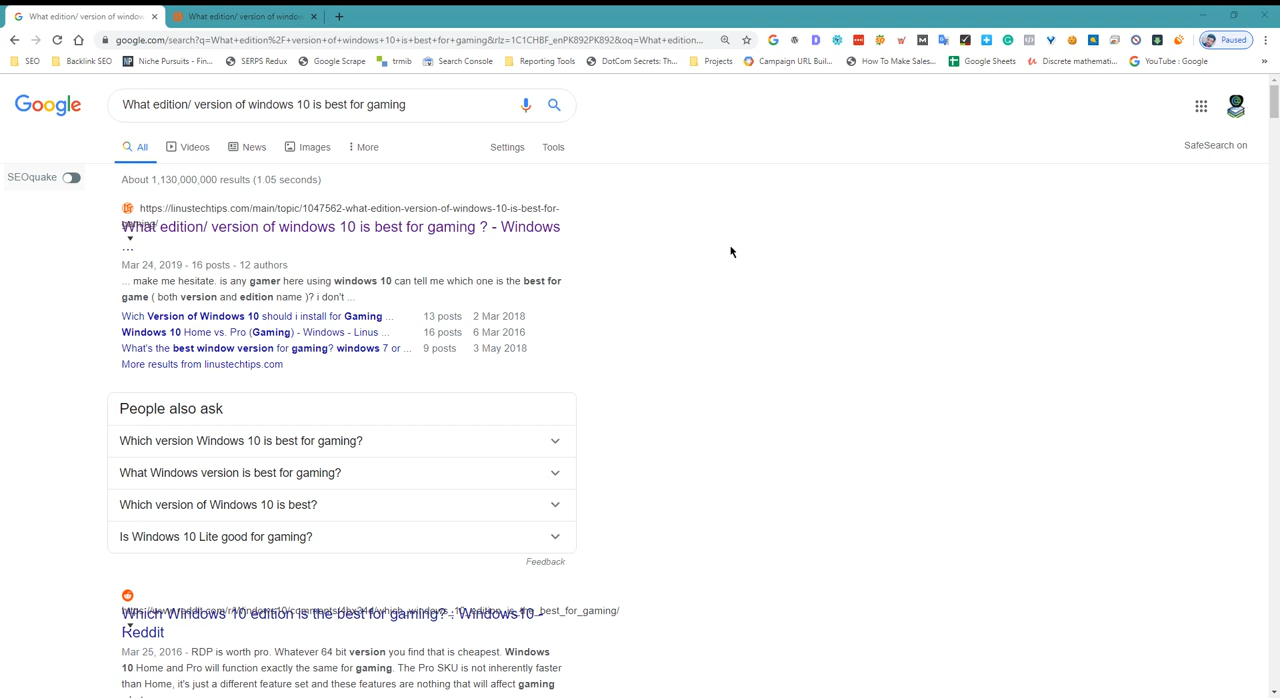 What edition/ version of window
What edition/ version of window
google.com/search?q=What+edition%2F+version+of+windows+10+is+best+for+gaming&rlz=1C1CHBF_enPK892PK892&oq=What+edition...
Paused
SEO
Backlink SEO
Niche Pursuits - Fin...
SERPS Redux
Google Scrape
trmib
Search Console
Reporting Tools
DotCom Secrets: Th...
Projects
Campaign URL Buil...
How To Make Sales...
Google Sheets
Discrete mathemati...
YouTube : Google
»
Google
What edition/ version of windows 10 is best for gaming
All
Videos
News
Images
More
Settings
Tools
SafeSearch on
SEOquake
About 1,130,000,000 results (1.05 seconds)
https://linustechtips.com/main/topic/1047562-what-edition-version-of-windows-10-is-best-for-
gaming/
What edition/ version of windows 10 is best for gaming ? - Windows
...
Mar 24, 2019 - 16 posts - 12 authors
... make me hesitate. is any gamer here using windows 10 can tell me which one is the best for
game ( both version and edition name )? i don't ...
Wich Version of Windows 10 should i install for Gaming ... 13 posts 2 Mar 2018
Windows 10 Home vs. Pro (Gaming) - Windows - Linus ... 16 posts 6 Mar 2016
What's the best window version for gaming? windows 7 or ... 9 posts 3 May 2018
More results from linustechtips.com
People also ask
Which version Windows 10 is best for gaming?
What Windows version is best for gaming?
Which version of Windows 10 is best?
Is Windows 10 Lite good for gaming?
Feedback
Which Windows 10 edition is the best for gaming? : Windows10 -
Reddit
Mar 25, 2016 - RDP is worth pro. Whatever 64 bit version you find that is cheapest. Windows
10 Home and Pro will function exactly the same for gaming. The Pro SKU is not inherently faster
than Home, it's just a different feature set and these features are nothing that will affect gaming